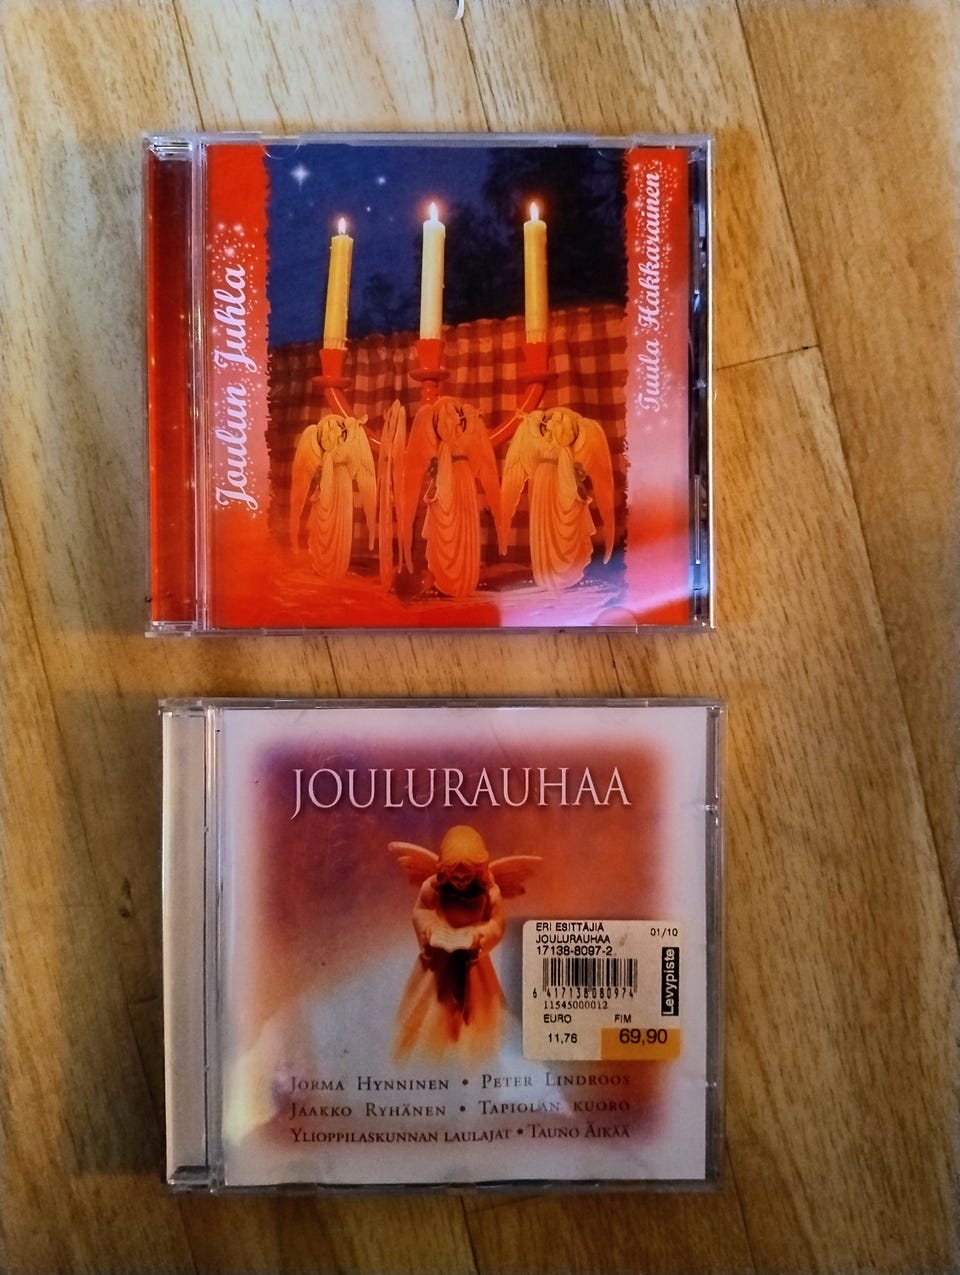 Joulun Juhla
Tuula Hakkarainen
JOULURAUHAA
ERI ESITTÄJIÄ
JOULURAUHAA 01/10
17138-8097-2
Levypiste
6 417138 080974
11545000012
EURO FIM
11,76 69,90
JORMA HYNNINEN • PETER LINDROOS
JAAKKO RYHÄNEN • TAPIOLAN KUORO
YLIOPPILASKUNNAN LAULAJAT • TAUNO ÄIKÄÄ